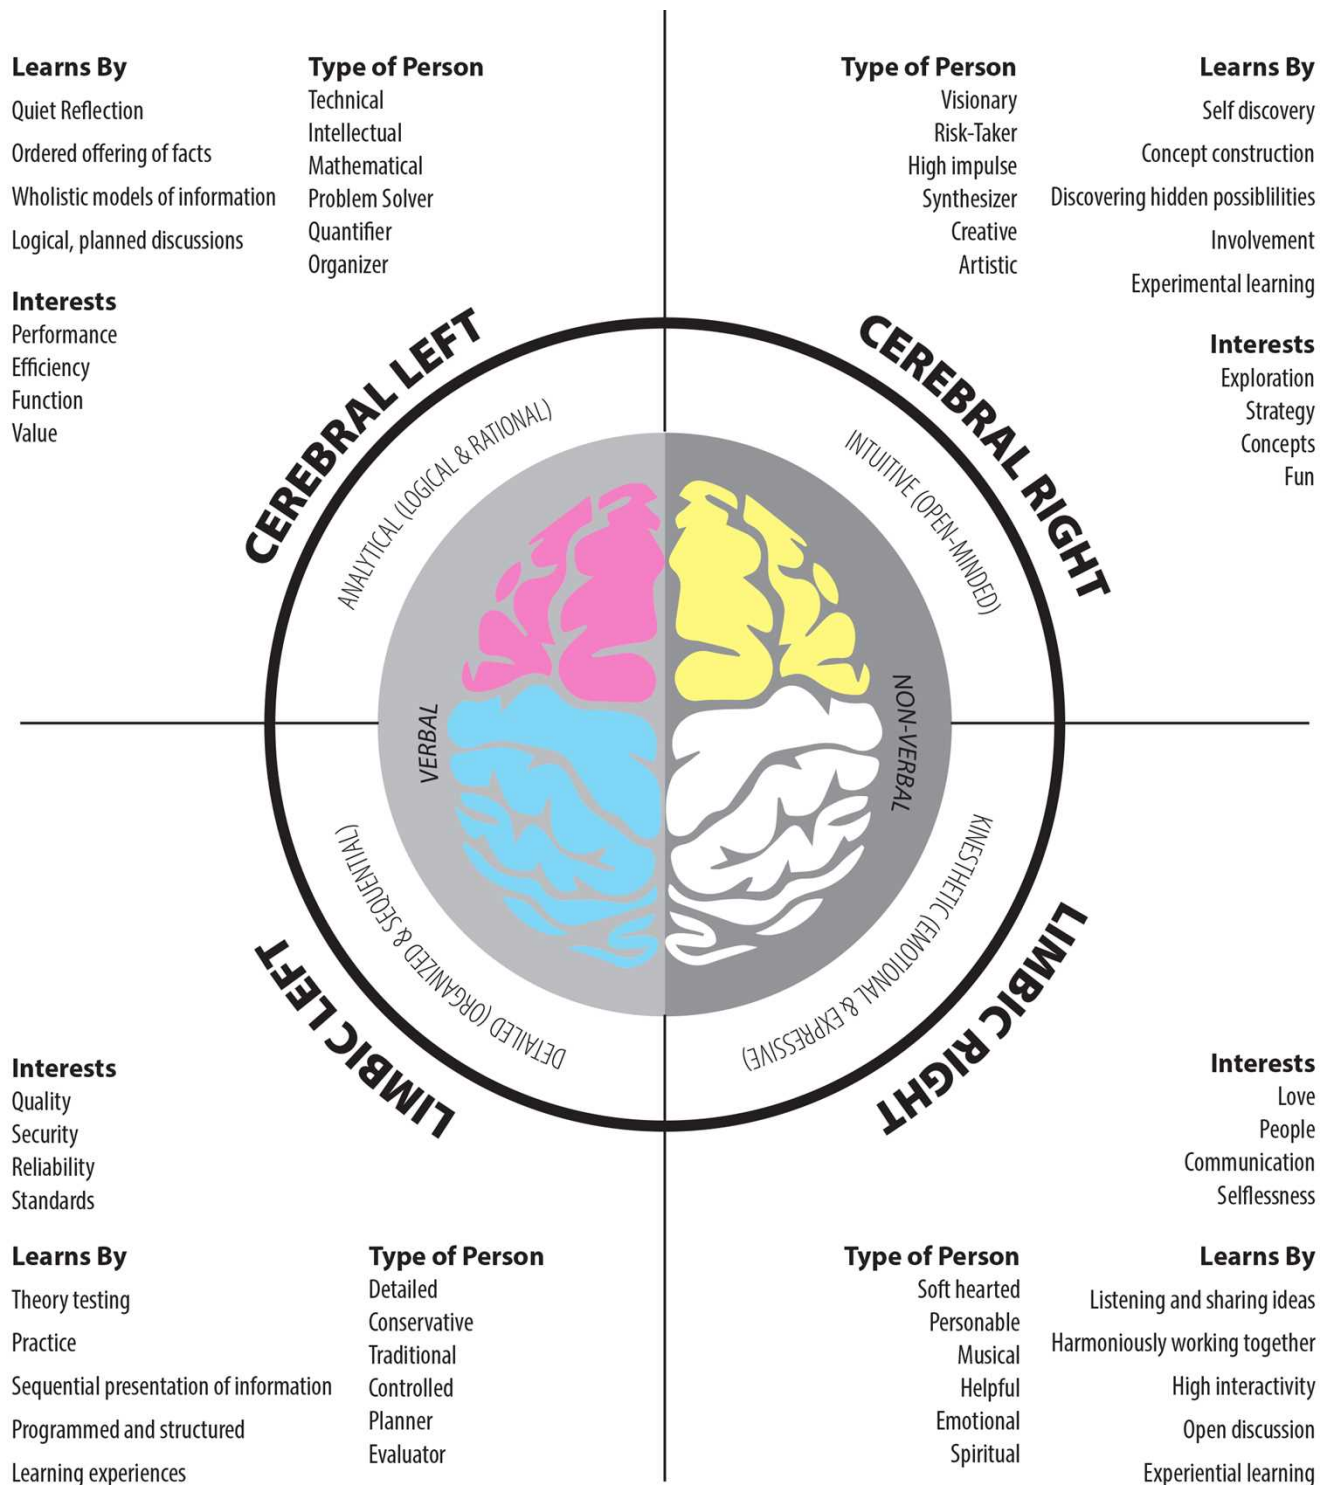 Learns By
Quiet Reflection
Ordered offering of facts
Wholistic models of information
Logical, planned discussions
Type of Person
Technical
Intellectual
Mathematical
Problem Solver
Quantifier
Organizer
Interests
Performance
Efficiency
Function
Value
Type of Person
Visionary
Risk-Taker
High impulse
Synthesizer
Creative
Artistic
Learns By
Self discovery
Concept construction
Discovering hidden possiblilities
Involvement
Experimental learning
Interests
Exploration
Strategy
Concepts
Fun
CEREBRAL LEFT
ANALYTICAL (LOGICAL & RATIONAL)
CEREBRAL RIGHT
INTUITIVE (OPEN-MINDED)
VERBAL
NON-VERBAL
DETAILED (ORGANIZED & SEQUENTIAL)
LIMBIC LEFT
KINESTHETIC (EMOTIONAL & EXPRESSIVE)
LIMBIC RIGHT
Interests
Quality
Security
Reliability
Standards
Learns By
Theory testing
Practice
Sequential presentation of information
Programmed and structured
Learning experiences
Type of Person
Detailed
Conservative
Traditional
Controlled
Planner
Evaluator
Interests
Love
People
Communication
Selflessness
Type of Person
Soft hearted
Personable
Musical
Helpful
Emotional
Spiritual
Learns By
Listening and sharing ideas
Harmoniously working together
High interactivity
Open discussion
Experiential learning